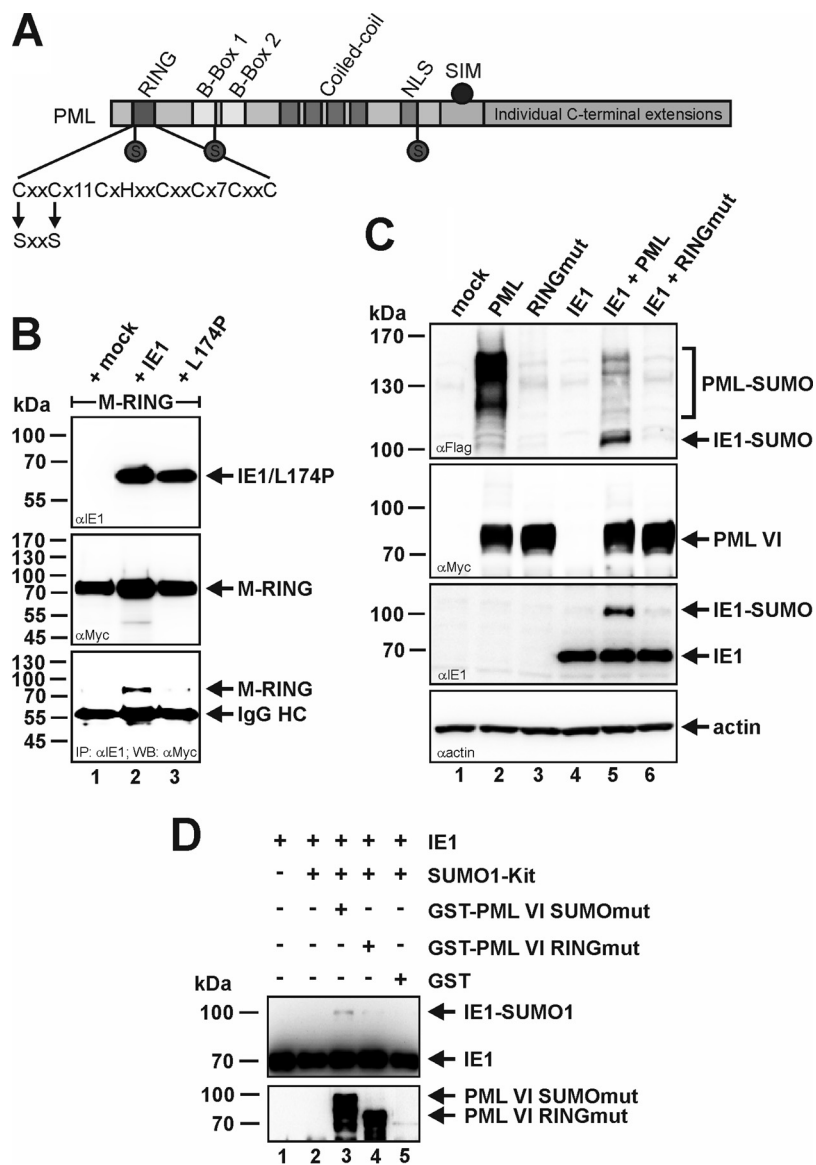 A
RING
B-Box 1
B-Box 2
Coiled-coil
NLS
SIM
PML
Individual C-terminal extensions
S S S
CxxCx11CxHxxCxxCx7CxxC
SxxS
B
+ mock
+ IE1
+ L174P
kDa
M-RING
100
70
55
IE1/L174P
αIE1
170
130
100
70
55
45
M-RING
αMyc
130
100
70
55
45
M-RING
IgG HC
IP: αIE1; WB: αMyc
1 2 3
C
mock
PML
RINGmut
IE1
IE1 + PML
IE1 + RINGmut
kDa
170
130
100
PML-SUMO
IE1-SUMO
αFlag
100
70
PML VI
αMyc
100
70
IE1-SUMO
IE1
αIE1
actin
αactin
1 2 3 4 5 6
D
+ + + + + IE1
- + + + + SUMO1-Kit
- - + - - GST-PML VI SUMOmut
- - - + - GST-PML VI RINGmut
- - - - + GST
kDa
100
70
IE1-SUMO1
IE1
100
70
PML VI SUMOmut
PML VI RINGmut
1 2 3 4 5